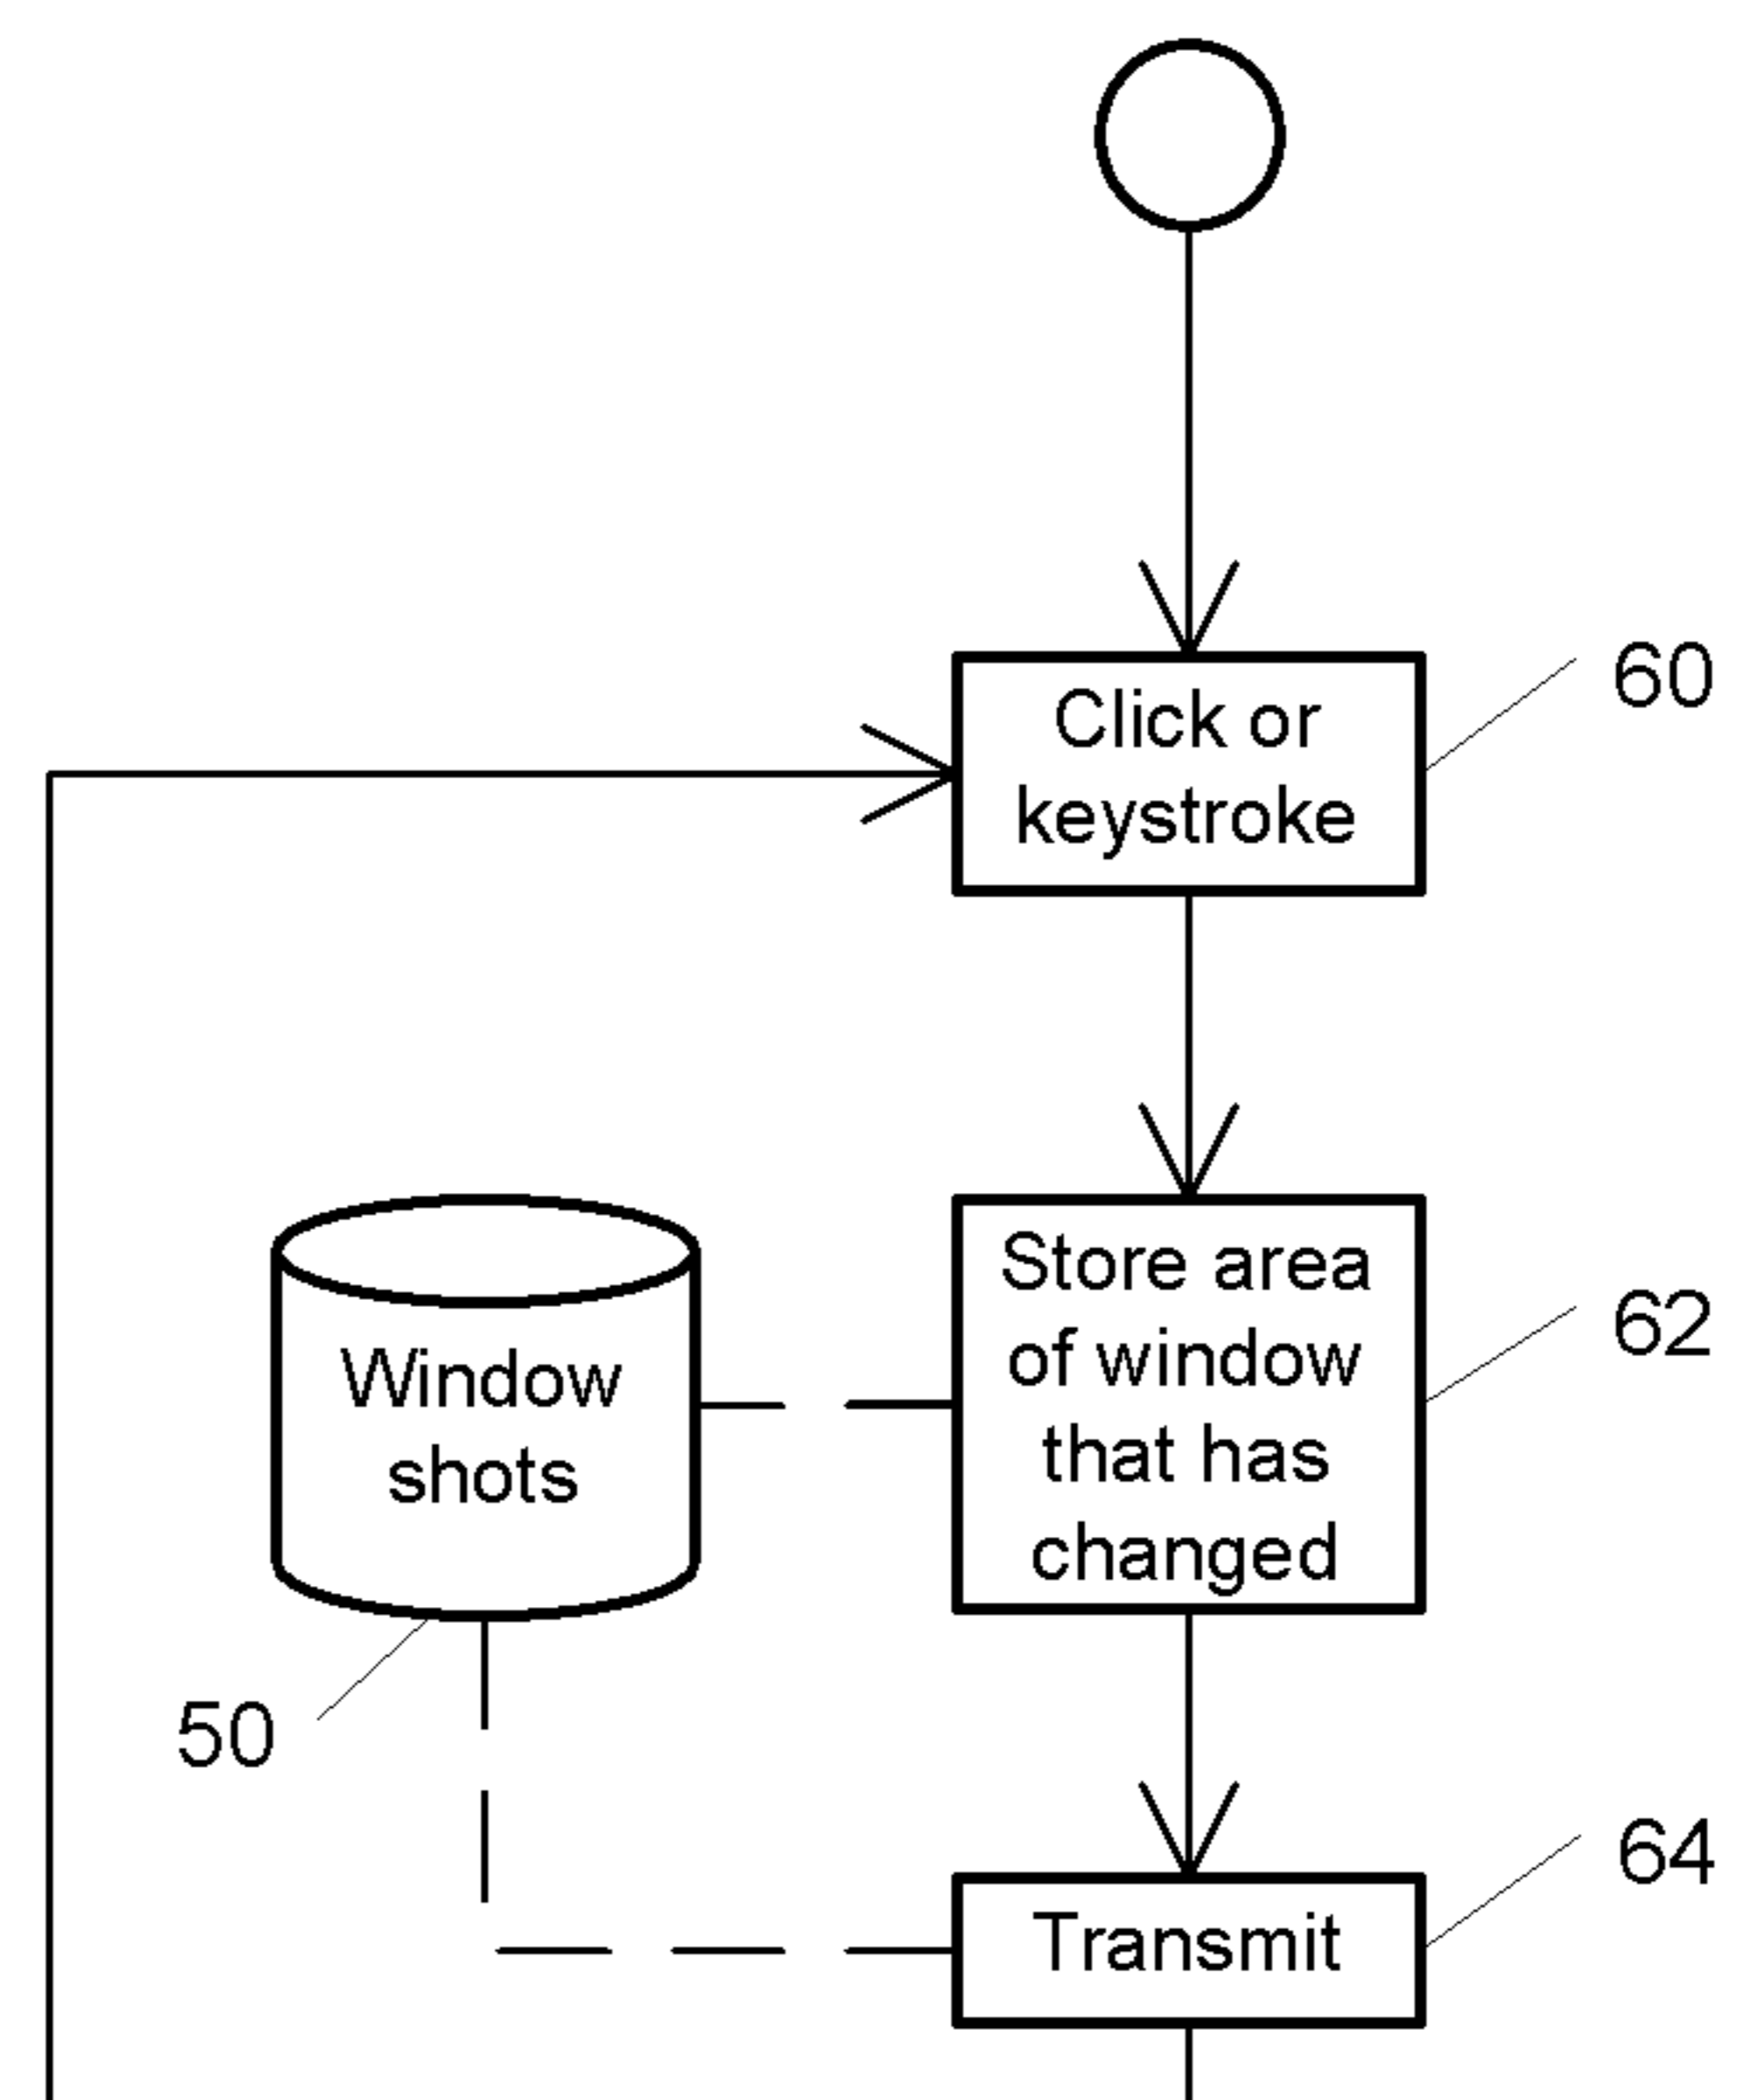 Click or
keystroke
60
Store area
of window
that has
changed
62
Window
shots
50
Transmit
64